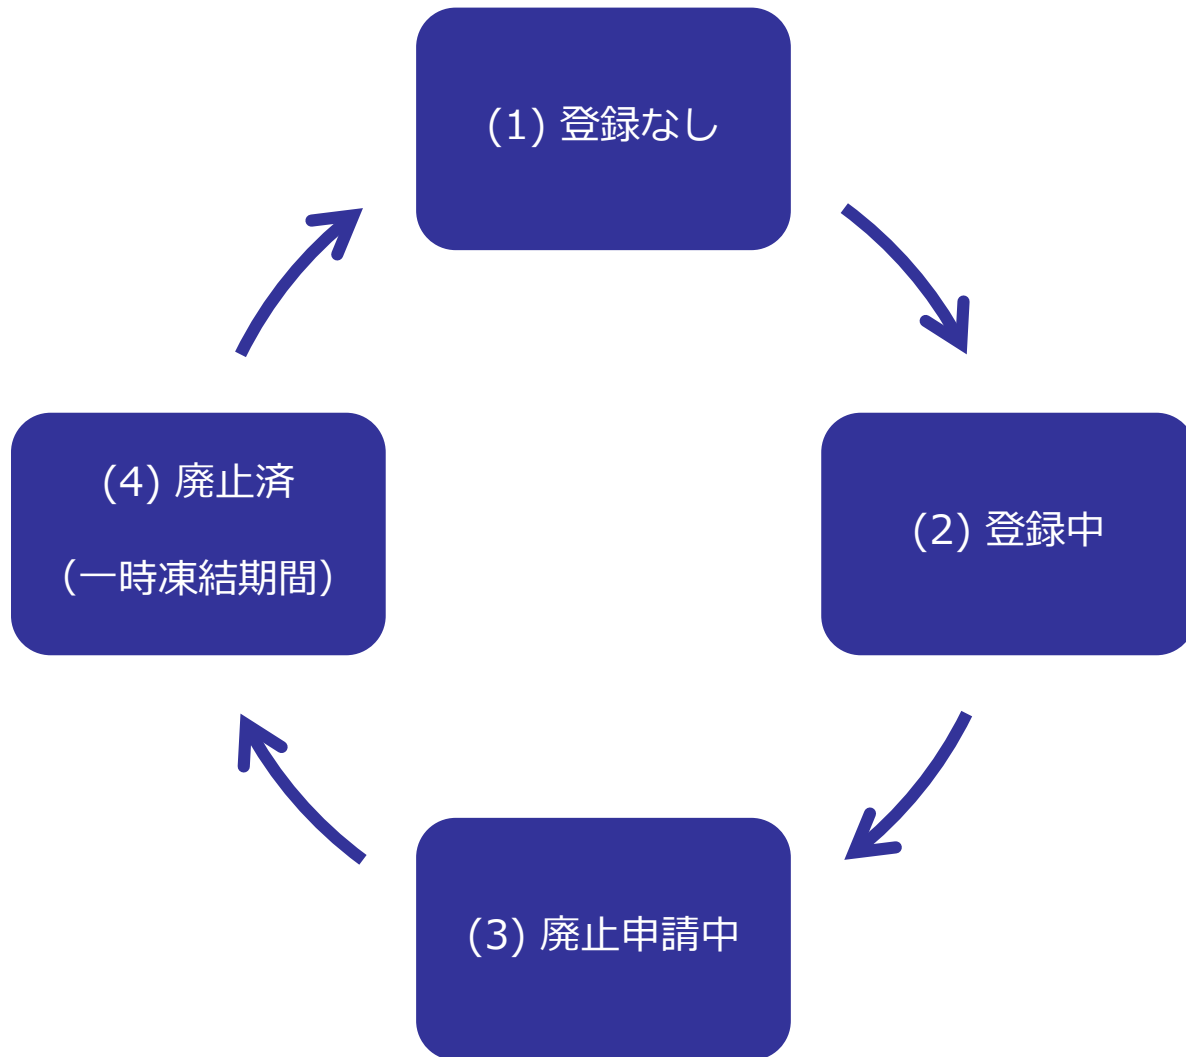 (1) 登録なし
(2) 登録中
(3) 廃止申請中
(4) 廃止済
（一時凍結期間）